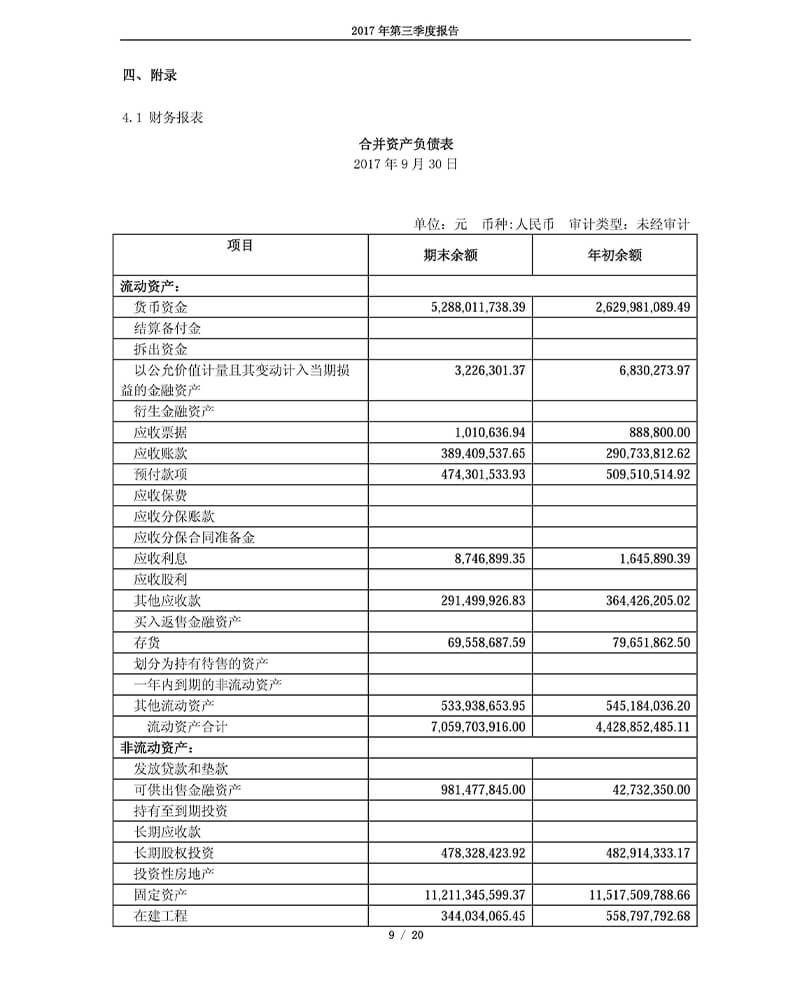 2017 年第三季度报告
四、附录
4.1 财务报表
合并资产负债表
2017 年 9 月 30 日
单位：元 币种:人民币 审计类型：未经审计
项目 期末余额 年初余额
流动资产：
货币资金 5,288,011,738.39 2,629,981,089.49
结算备付金
拆出资金
以公允价值计量且其变动计入当期损 3,226,301.37 6,830,273.97
益的金融资产
衍生金融资产
应收票据 1,010,636.94 888,800.00
应收账款 389,409,537.65 290,733,812.62
预付款项 474,301,533.93 509,510,514.92
应收保费
应收分保账款
应收分保合同准备金
应收利息 8,746,899.35 1,645,890.39
应收股利
其他应收款 291,499,926.83 364,426,205.02
买入返售金融资产
存货 69,558,687.59 79,651,862.50
划分为持有待售的资产
一年内到期的非流动资产
其他流动资产 533,938,653.95 545,184,036.20
流动资产合计 7,059,703,916.00 4,428,852,485.11
非流动资产：
发放贷款和垫款
可供出售金融资产 981,477,845.00 42,732,350.00
持有至到期投资
长期应收款
长期股权投资 478,328,423.92 482,914,333.17
投资性房地产
固定资产 11,211,345,599.37 11,517,509,788.66
在建工程 344,034,065.45 558,797,792.68
9 / 20